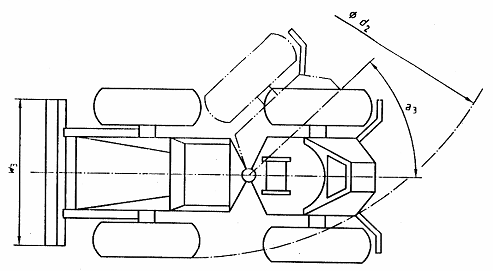 ø d₂
a₃
w₃